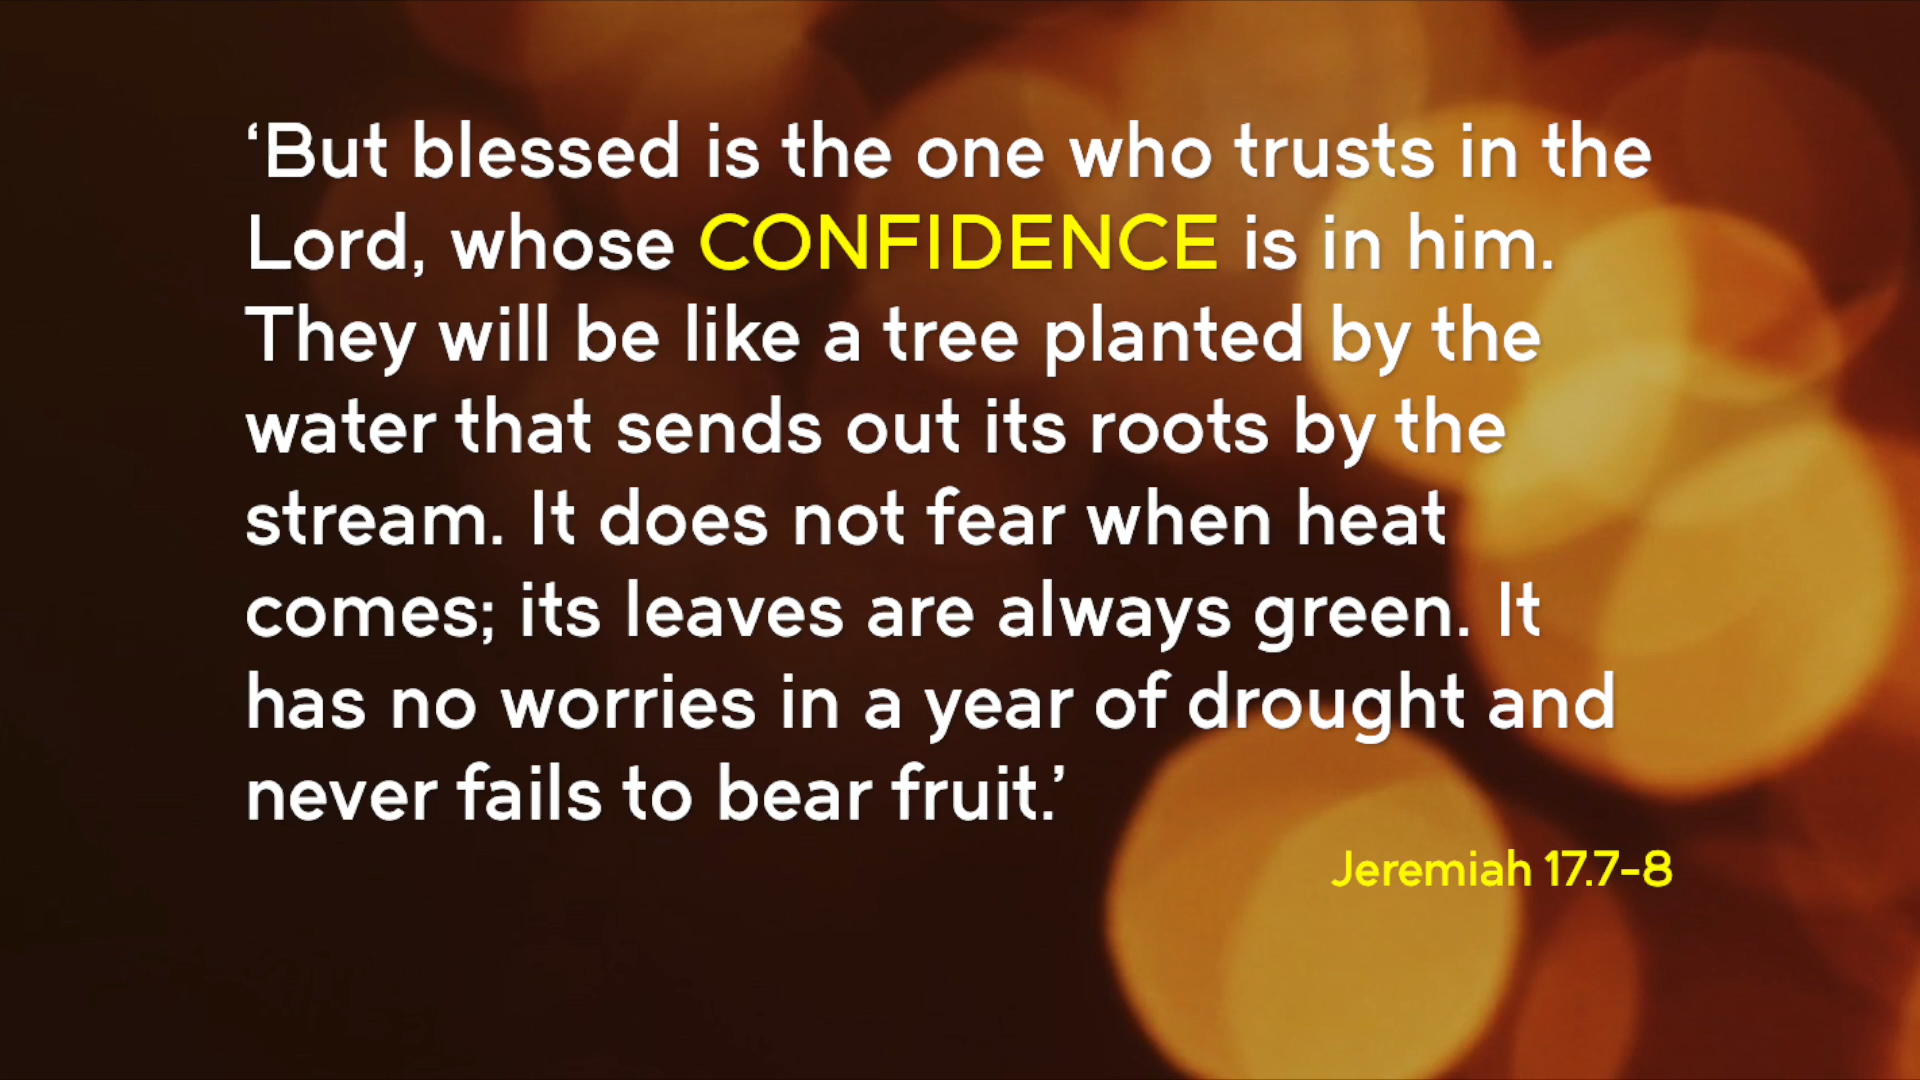 ‘But blessed is the one who trusts in the
Lord, whose CONFIDENCE is in him.
They will be like a tree planted by the
water that sends out its roots by the
stream. It does not fear when heat
comes; its leaves are always green. It
has no worries in a year of drought and
never fails to bear fruit.’
Jeremiah 17.7-8